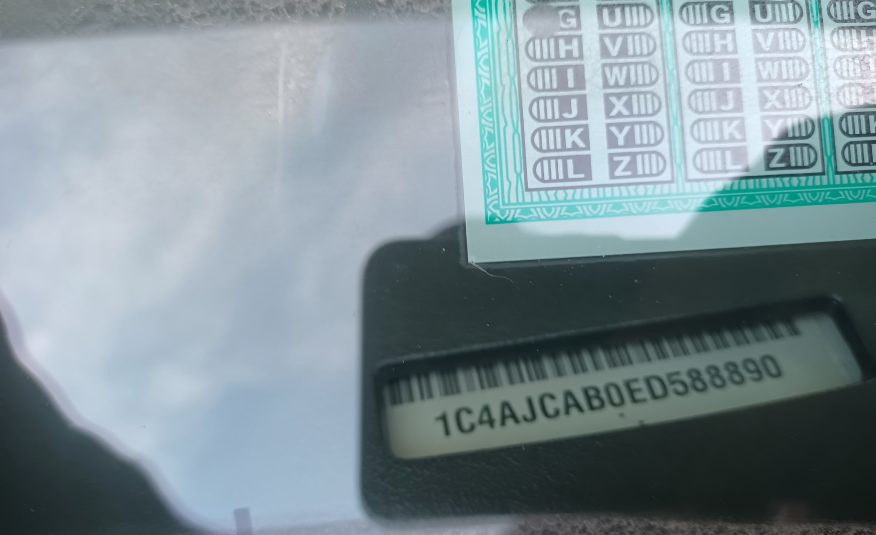 G U G U G
H V H V H
I W I W
J X J X
K Y K Y K
L Z L Z L
1C4AJCAB0ED588890